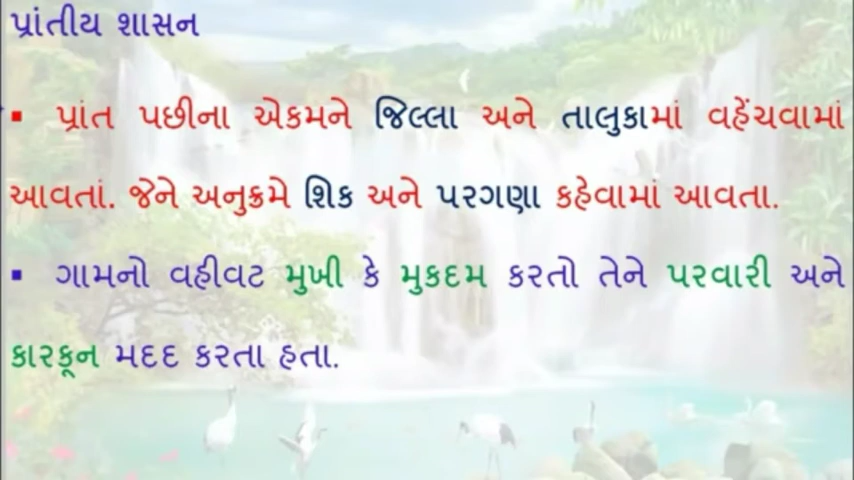 પ્રાંતીય શાસન
▪ પ્રાંત પછીના એકમને જિલ્લા અને તાલુકામાં વહેંચવામાં
આવતાં. જેને અનુક્રમે શિક અને પરગણા કહેવામાં આવતા.
▪ ગામનો વહીવટ મુખી કે મુકદમ કરતો તેને પરવારી અને
કારકૂન મદદ કરતા હતા.